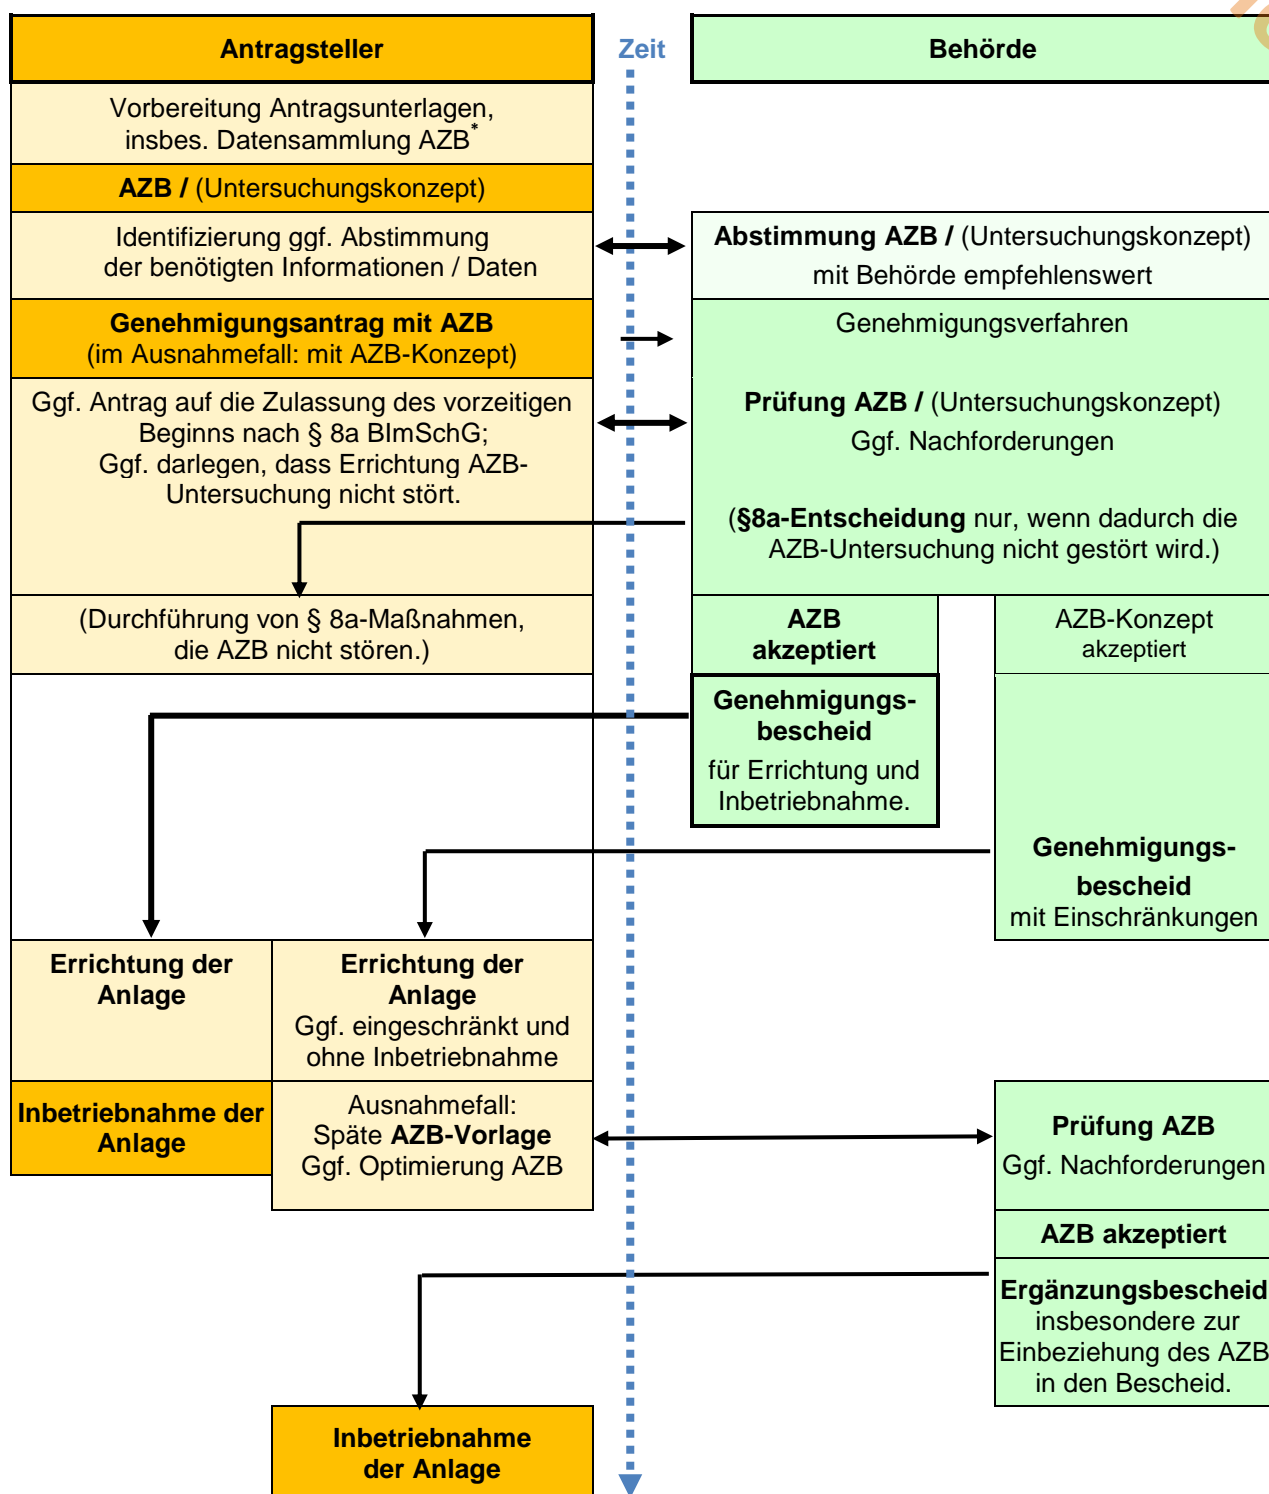 Antragsteller
Zeit
Behörde
Vorbereitung Antragsunterlagen,
insbes. Datensammlung AZB*
AZB / (Untersuchungskonzept)
Identifizierung ggf. Abstimmung
der benötigten Informationen / Daten
Abstimmung AZB / (Untersuchungskonzept)
mit Behörde empfehlenswert
Genehmigungsantrag mit AZB
(im Ausnahmefall: mit AZB-Konzept)
Genehmigungsverfahren
Ggf. Antrag auf die Zulassung des vorzeitigen
Beginns nach § 8a BImSchG;
Ggf. darlegen, dass Errichtung AZB-
Untersuchung nicht stört.
Prüfung AZB / (Untersuchungskonzept)
Ggf. Nachforderungen
(§8a-Entscheidung nur, wenn dadurch die
AZB-Untersuchung nicht gestört wird.)
(Durchführung von § 8a-Maßnahmen,
die AZB nicht stören.)
AZB
akzeptiert
AZB-Konzept
akzeptiert
Genehmigungs-
bescheid
für Errichtung und
Inbetriebnahme.
Genehmigungs-
bescheid
mit Einschränkungen
Errichtung der
Anlage
Errichtung der
Anlage
Ggf. eingeschränkt und
ohne Inbetriebnahme
Inbetriebnahme der
Anlage
Ausnahmefall:
Späte AZB-Vorlage
Ggf. Optimierung AZB
Prüfung AZB
Ggf. Nachforderungen
AZB akzeptiert
Ergänzungsbescheid
insbesondere zur
Einbeziehung des AZB
in den Bescheid.
Inbetriebnahme
der Anlage